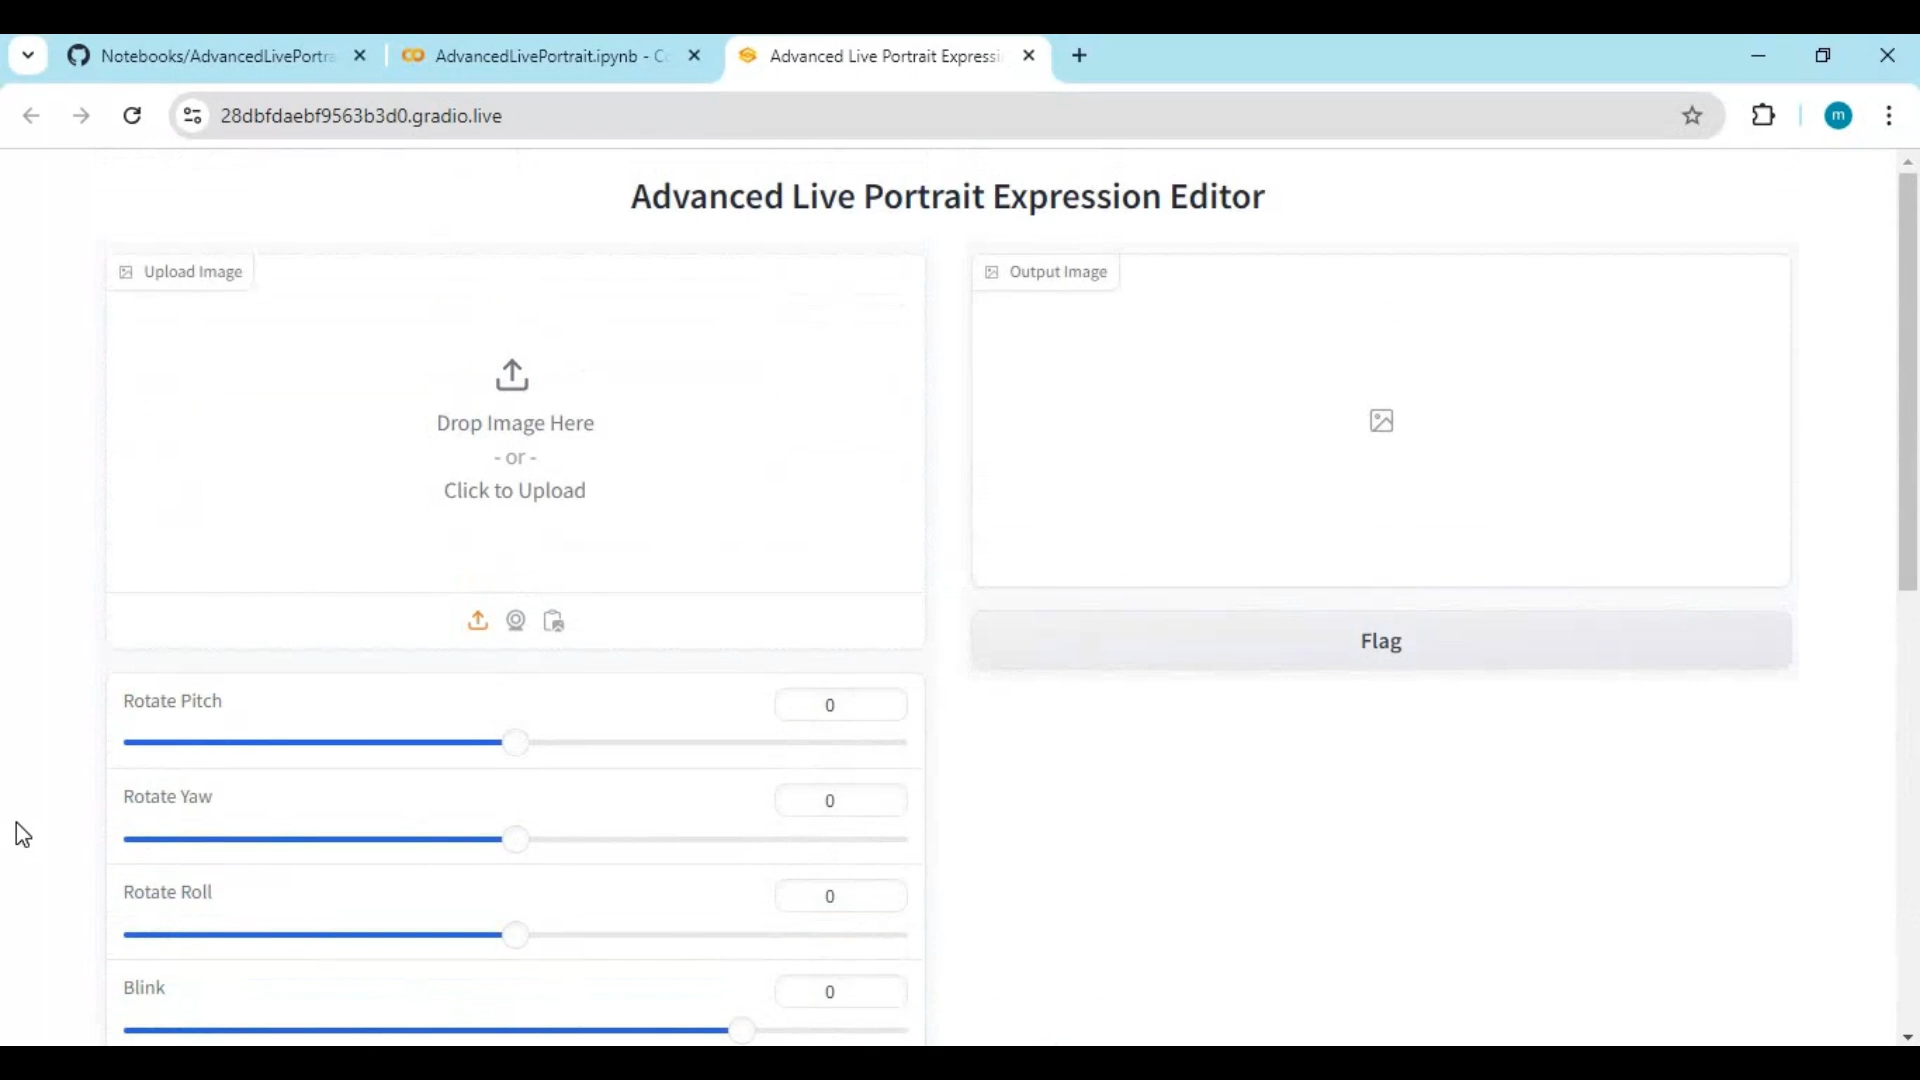 Notebooks/AdvancedLivePortra
AdvancedLivePortrait.ipynb - Co
Advanced Live Portrait Expressi
28dbfdaebf9563b3d0.gradio.live
m
Advanced Live Portrait Expression Editor
Upload Image
Output Image
Drop Image Here
- or -
Click to Upload
Flag
Rotate Pitch
0
Rotate Yaw
0
Rotate Roll
0
Blink
0